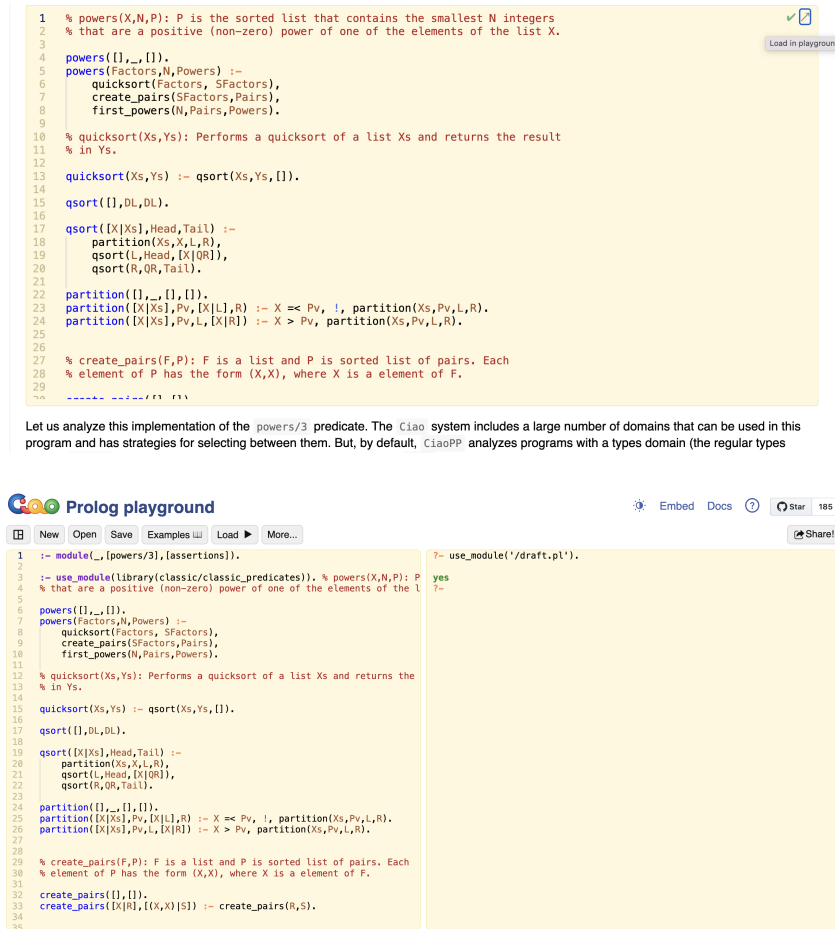 1 % powers(X,N,P): P is the sorted list that contains the smallest N integers
2 % that are a positive (non-zero) power of one of the elements of the list X.
3
4 powers([],_,[]).
5 powers(Factors,N,Powers) :-
6 quicksort(Factors, SFactors),
7 create_pairs(SFactors,Pairs),
8 first_powers(N,Pairs,Powers).
9
10 % quicksort(Xs,Ys): Performs a quicksort of a list Xs and returns the result
11 % in Ys.
12
13 quicksort(Xs,Ys) :- qsort(Xs,Ys,[]).
14
15 qsort([],DL,DL).
16
17 qsort([X|Xs],Head,Tail) :-
18 partition(Xs,X,L,R),
19 qsort(L,Head,[X|QR]),
20 qsort(R,QR,Tail).
21
22 partition([],_,[],[]).
23 partition([X|Xs],Pv,[X|L],R) :- X =< Pv, !, partition(Xs,Pv,L,R).
24 partition([X|Xs],Pv,L,[X|R]) :- X > Pv, partition(Xs,Pv,L,R).
25
26
27 % create_pairs(F,P): F is a list and P is sorted list of pairs. Each
28 % element of P has the form (X,X), where X is a element of F.
29
Load in playgroun
Let us analyze this implementation of the powers/3 predicate. The Ciao system includes a large number of domains that can be used in this
program and has strategies for selecting between them. But, by default, CiaoPP analyzes programs with a types domain (the regular types
Ciao Prolog playground
Embed Docs ? Star 185
New Open Save Examples Load More... Share!
1 :- module(_,[powers/3],[assertions]).
2
3 :- use_module(library(classic/classic_predicates)). % powers(X,N,P): P
4 % that are a positive (non-zero) power of one of the elements of the l
5
6 powers([],_,[]).
7 powers(Factors,N,Powers) :-
8 quicksort(Factors, SFactors),
9 create_pairs(SFactors,Pairs),
10 first_powers(N,Pairs,Powers).
11
12 % quicksort(Xs,Ys): Performs a quicksort of a list Xs and returns the
13 % in Ys.
14
15 quicksort(Xs,Ys) :- qsort(Xs,Ys,[]).
16
17 qsort([],DL,DL).
18
19 qsort([X|Xs],Head,Tail) :-
20 partition(Xs,X,L,R),
21 qsort(L,Head,[X|QR]),
22 qsort(R,QR,Tail).
23
24 partition([],_,[],[]).
25 partition([X|Xs],Pv,[X|L],R) :- X =< Pv, !, partition(Xs,Pv,L,R).
26 partition([X|Xs],Pv,L,[X|R]) :- X > Pv, partition(Xs,Pv,L,R).
27
28
29 % create_pairs(F,P): F is a list and P is sorted list of pairs. Each
30 % element of P has the form (X,X), where X is a element of F.
31
32 create_pairs([],[]).
33 create_pairs([X|R],[(X,X)|S]) :- create_pairs(R,S).
34
35
?- use_module('/draft.pl').
yes
?-